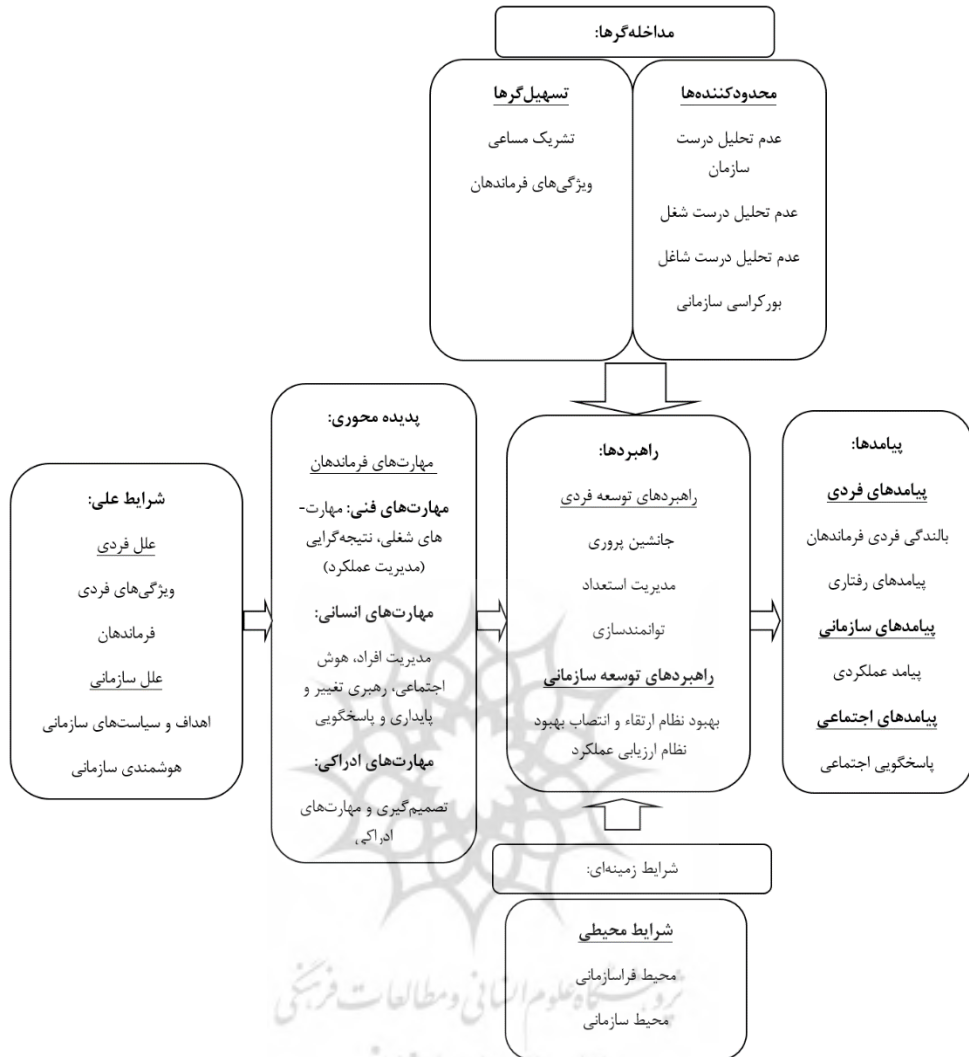 مداخله‌گرها:
محدودکننده‌ها
عدم تحلیل درست
سازمان
عدم تحلیل درست شغل
عدم تحلیل درست شاغل
بورکراسی سازمانی
تسهیل‌گرها
تشریک مساعی
ویژگی‌های فرماندهان
شرایط علی:
علل فردی
ویژگی‌های فردی
فرماندهان
علل سازمانی
اهداف و سیاست‌های سازمانی
هوشمندی سازمانی
پدیده محوری:
مهارت‌های فرماندهان
مهارت‌های فنی: مهارت-
های شغلی، نتیجه‌گرایی
(مدیریت عملکرد)
مهارت‌های انسانی:
مدیریت افراد، هوش
اجتماعی، رهبری تغییر و
پایداری و پاسخگویی
مهارت‌های ادراکی:
تصمیم‌گیری و مهارت‌های
ادراکی
راهبردها:
راهبردهای توسعه فردی
جانشین پروری
مدیریت استعداد
توانمندسازی
راهبردهای توسعه سازمانی
بهبود نظام ارتقاء و انتصاب بهبود
نظام ارزیابی عملکرد
پیامدها:
پیامدهای فردی
بالندگی فردی فرماندهان
پیامدهای رفتاری
پیامدهای سازمانی
پیامد عملکردی
پیامدهای اجتماعی
پاسخگویی اجتماعی
شرایط زمینه‌ای:
شرایط محیطی
محیط فراسازمانی
محیط سازمانی
پژوهشگاه علوم انسانی و مطالعات فرهنگی